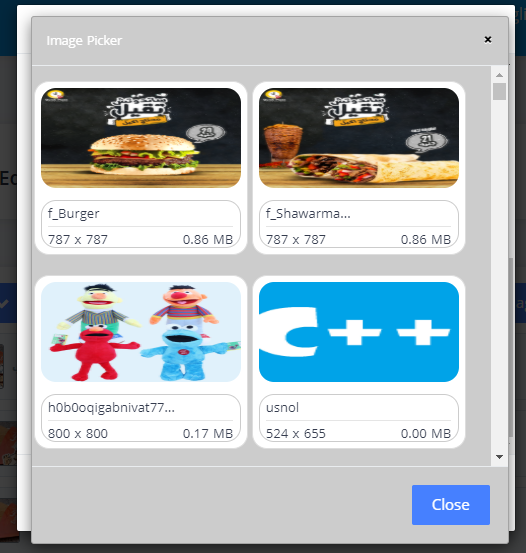 Image Picker
×
f_Burger
787 x 787 0.86 MB
f_Shawarma...
787 x 787 0.86 MB
C++
h0b0oqigabnivat77...
800 x 800 0.17 MB
usnol
524 x 655 0.00 MB
Close